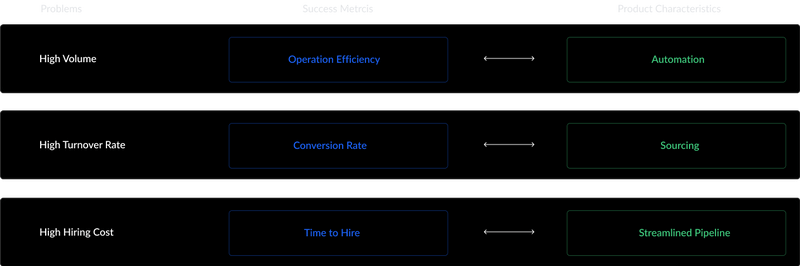 Problems Success Metrcis Product Characteristics
High Volume Operation Efficiency Automation
High Turnover Rate Conversion Rate Sourcing
High Hiring Cost Time to Hire Streamlined Pipeline